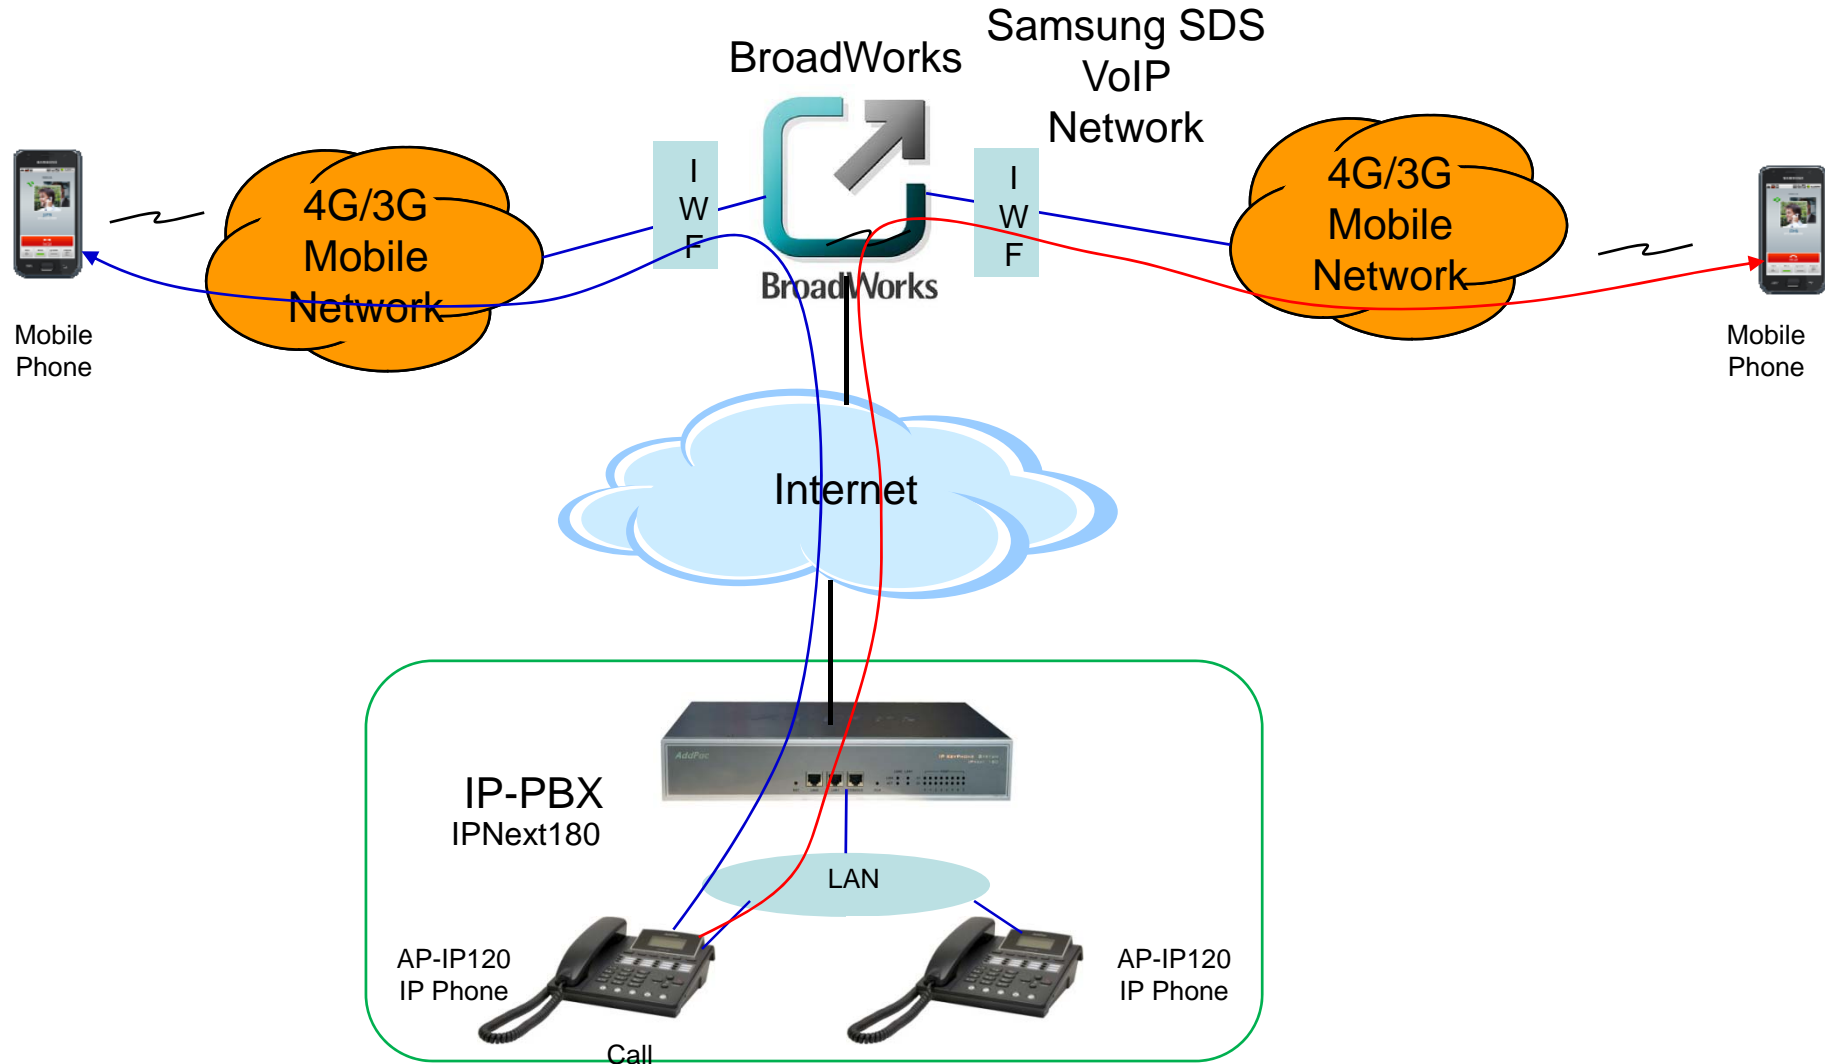 Samsung SDS
VoIP
Network
BroadWorks
I
W
F
I
W
F
4G/3G
Mobile
Network
4G/3G
Mobile
Network
BroadWorks
Mobile
Phone
Mobile
Phone
Internet
AddPac
IP-PBX
IPNext180
LAN
AP-IP120
IP Phone
AP-IP120
IP Phone
Call